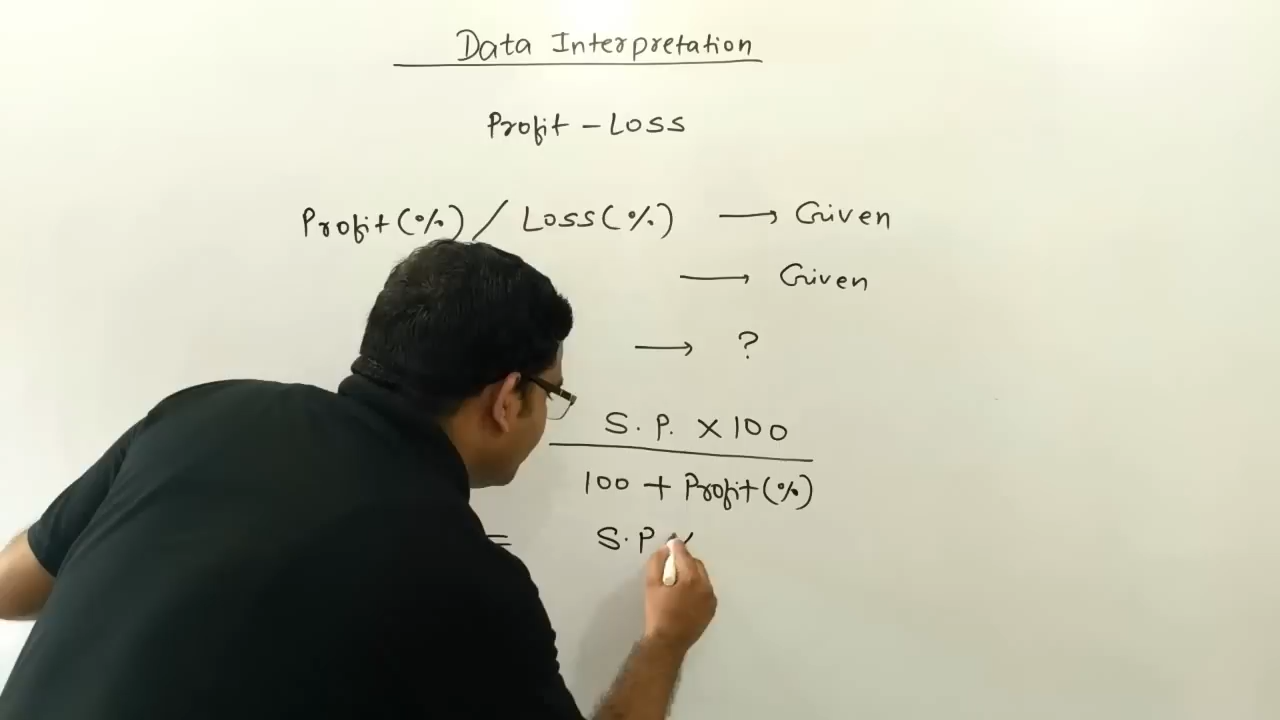 Data Interpretation
Profit - Loss
Profit (%) / Loss (%) → Given
→ Given
→ ?
S.P. × 100
100 + Profit (%)
= S.P ×